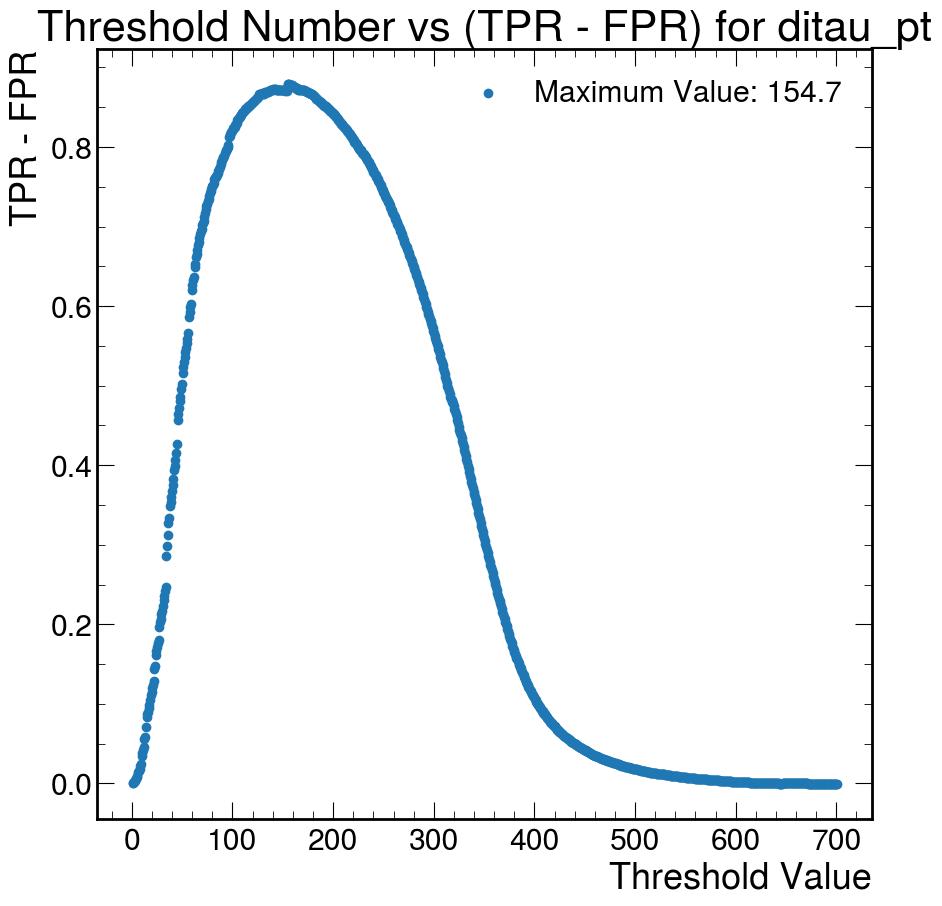 Threshold Number vs (TPR - FPR) for ditau_pt
TPR - FPR
Maximum Value: 154.7
0.8
0.6
0.4
0.2
0.0
0 100 200 300 400 500 600 700
Threshold Value